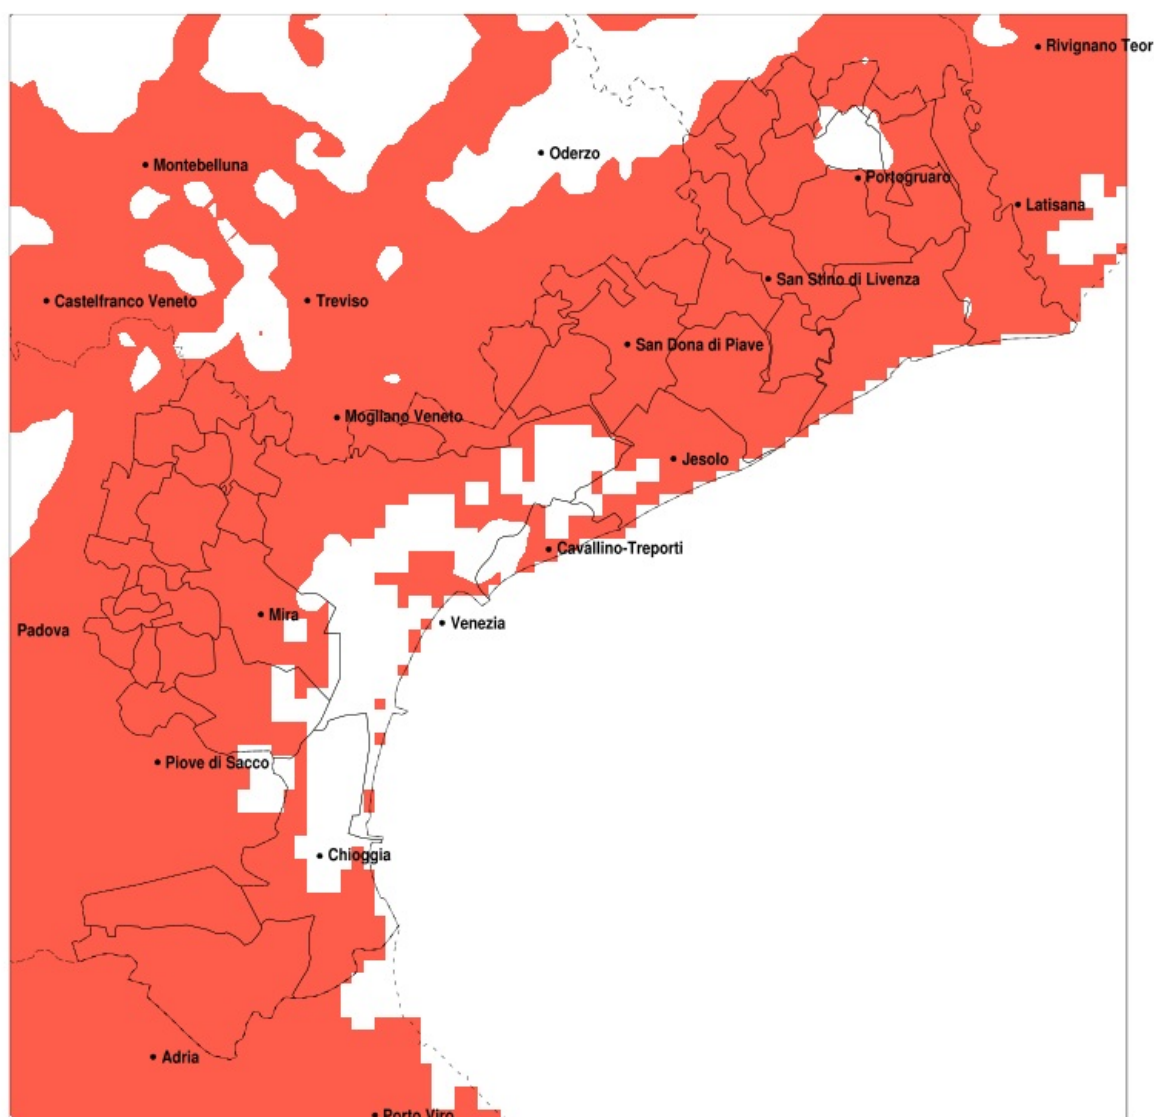 Rivignano Teor
Oderzo
Montebelluna
Portogruaro
Latisana
San Stino di Livenza
Castelfranco Veneto
Treviso
San Dona di Piave
Mogliano Veneto
Jesolo
Cavallino-Treporti
Mira
Venezia
Padova
Piove di Sacco
Chioggia
Adria
Porto Viro